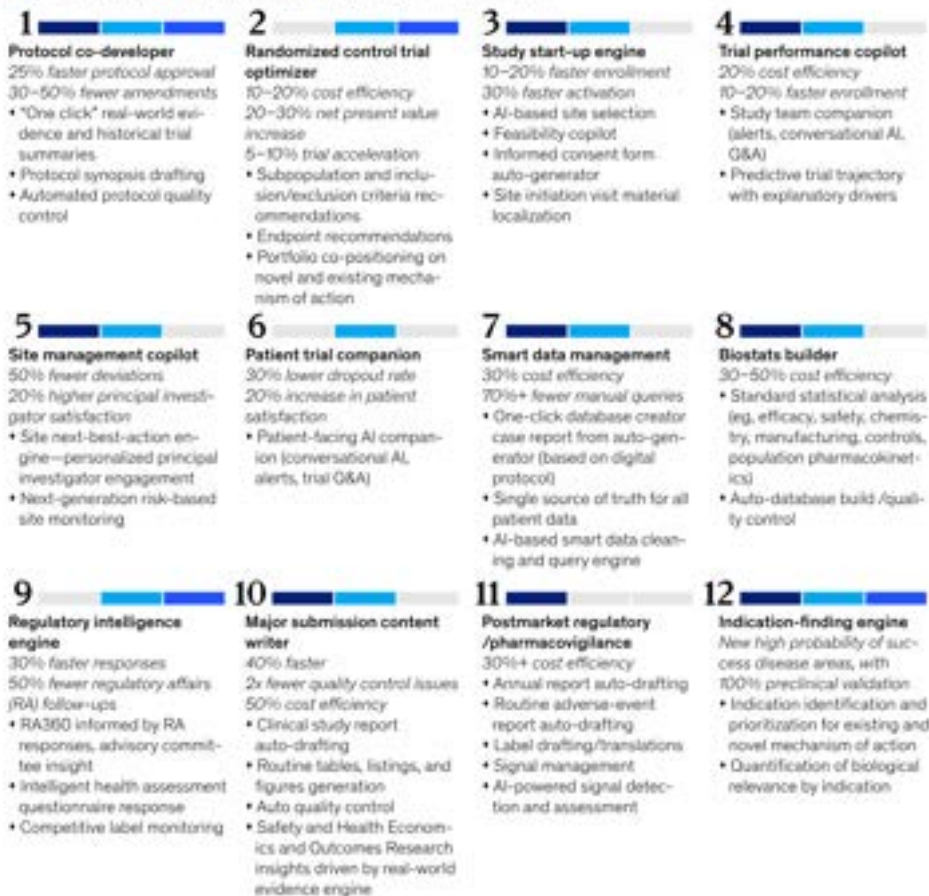 1
Protocol co-developer
25% faster protocol approval
30–50% fewer amendments
• "One click" real-world evi-
dence and historical trial
summaries
• Protocol synopsis drafting
• Automated protocol quality
control
2
Randomized control trial
optimizer
10–20% cost efficiency
20–30% net present value
increase
5–10% trial acceleration
• Subpopulation and inclu-
sion/exclusion criteria rec-
ommendations
• Endpoint recommendations
• Portfolio co-positioning on
novel and existing mecha-
nism of action
3
Study start-up engine
10–20% faster enrollment
30% faster activation
• AI-based site selection
• Feasibility copilot
• Informed consent form
auto-generator
• Site initiation visit material
localization
4
Trial performance copilot
20% cost efficiency
10–20% faster enrollment
• Study team companion
(alerts, conversational AI,
Q&A)
• Predictive trial trajectory
with explanatory drivers
5
Site management copilot
50% fewer deviations
20% higher principal investi-
gator satisfaction
• Site next-best-action en-
gine—personalized principal
investigator engagement
• Next-generation risk-based
site monitoring
6
Patient trial companion
30% lower dropout rate
20% increase in patient
satisfaction
• Patient-facing AI compan-
ion (conversational AI,
alerts, trial Q&A)
7
Smart data management
30% cost efficiency
70%+ fewer manual queries
• One-click database creator
case report from auto-gen-
erator (based on digital
protocol)
• Single source of truth for all
patient data
• AI-based smart data clean-
ing and query engine
8
Biostats builder
30–50% cost efficiency
• Standard statistical analysis
(eg, efficacy, safety, chemis-
try, manufacturing, controls,
population pharmacokinet-
ics)
• Auto-database build /quali-
ty control
9
Regulatory intelligence
engine
30% faster responses
50% fewer regulatory affairs
(RA) follow-ups
• RA360 informed by RA
responses, advisory commit-
tee insight
• Intelligent health assessment
questionnaire response
• Competitive label monitoring
10
Major submission content
writer
40% faster
2x fewer quality control issues
50% cost efficiency
• Clinical study report
auto-drafting
• Routine tables, listings, and
figures generation
• Auto quality control
• Safety and Health Econom-
ics and Outcomes Research
insights driven by real-world
evidence engine
11
Postmarket regulatory
/pharmacovigilance
30%+ cost efficiency
• Annual report auto-drafting
• Routine adverse-event
report auto-drafting
• Label drafting/translations
• Signal management
• AI-powered signal detec-
tion and assessment
12
Indication-finding engine
New high probability of suc-
cess disease areas, with
100% preclinical validation
• Indication identification and
prioritization for existing and
novel mechanism of action
• Quantification of biological
relevance by indication